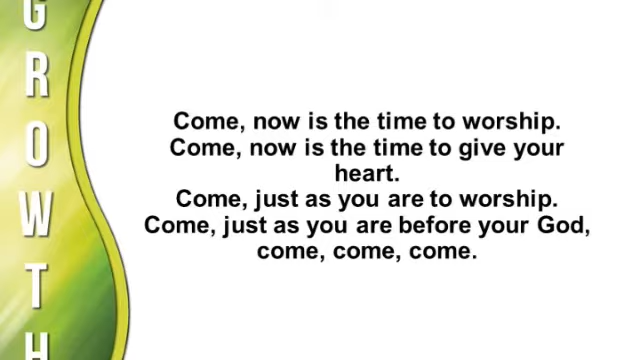 GROWTH
Come, now is the time to worship.
Come, now is the time to give your
heart.
Come, just as you are to worship.
Come, just as you are before your God,
come, come, come.